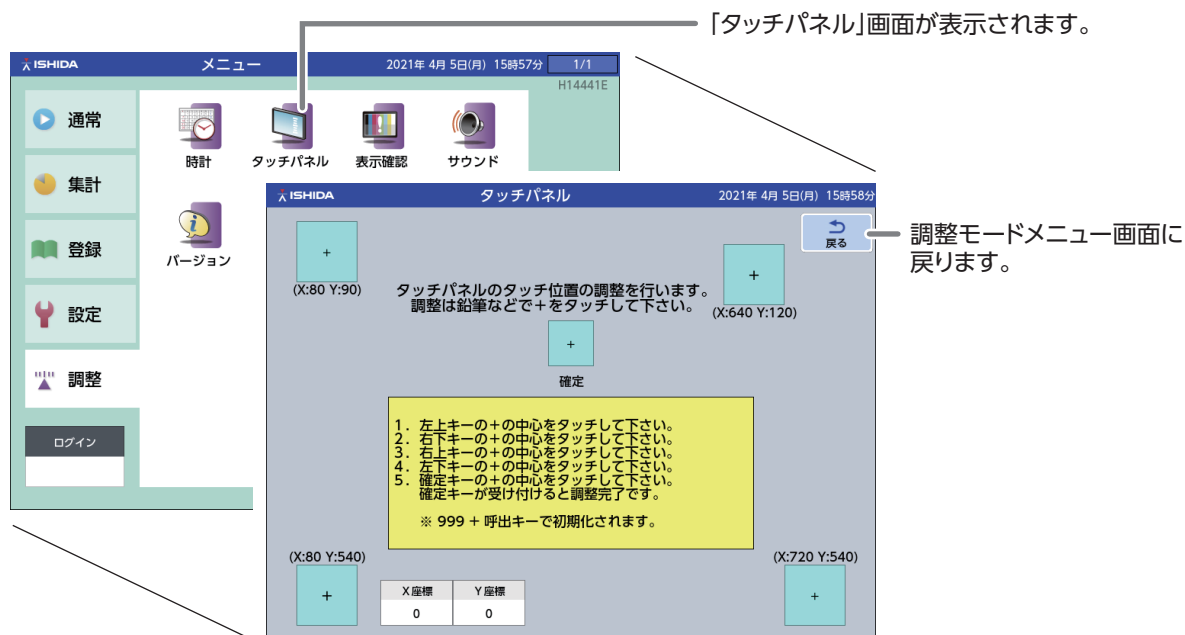 「タッチパネル」画面が表示されます。
ISHIDA メニュー 2021年 4月 5日(月) 15時57分 1/1
H14441E
通常
集計
登録
設定
調整
ログイン
時計 タッチパネル 表示確認 サウンド
バージョン
ISHIDA タッチパネル 2021年 4月 5日(月) 15時58分
戻る
調整モードメニュー画面に
戻ります。
+
(X:80 Y:90)
+
(X:640 Y:120)
タッチパネルのタッチ位置の調整を行います。
調整は鉛筆などで+をタッチして下さい。
+
確定
1. 左上キーの+の中心をタッチして下さい。
2. 右下キーの+の中心をタッチして下さい。
3. 右上キーの+の中心をタッチして下さい。
4. 左下キーの+の中心をタッチして下さい。
5. 確定キーの+の中心をタッチして下さい。
確定キーが受け付けると調整完了です。
※ 999 + 呼出キーで初期化されます。
(X:80 Y:540)
+
X座標 Y座標
0 0
(X:720 Y:540)
+